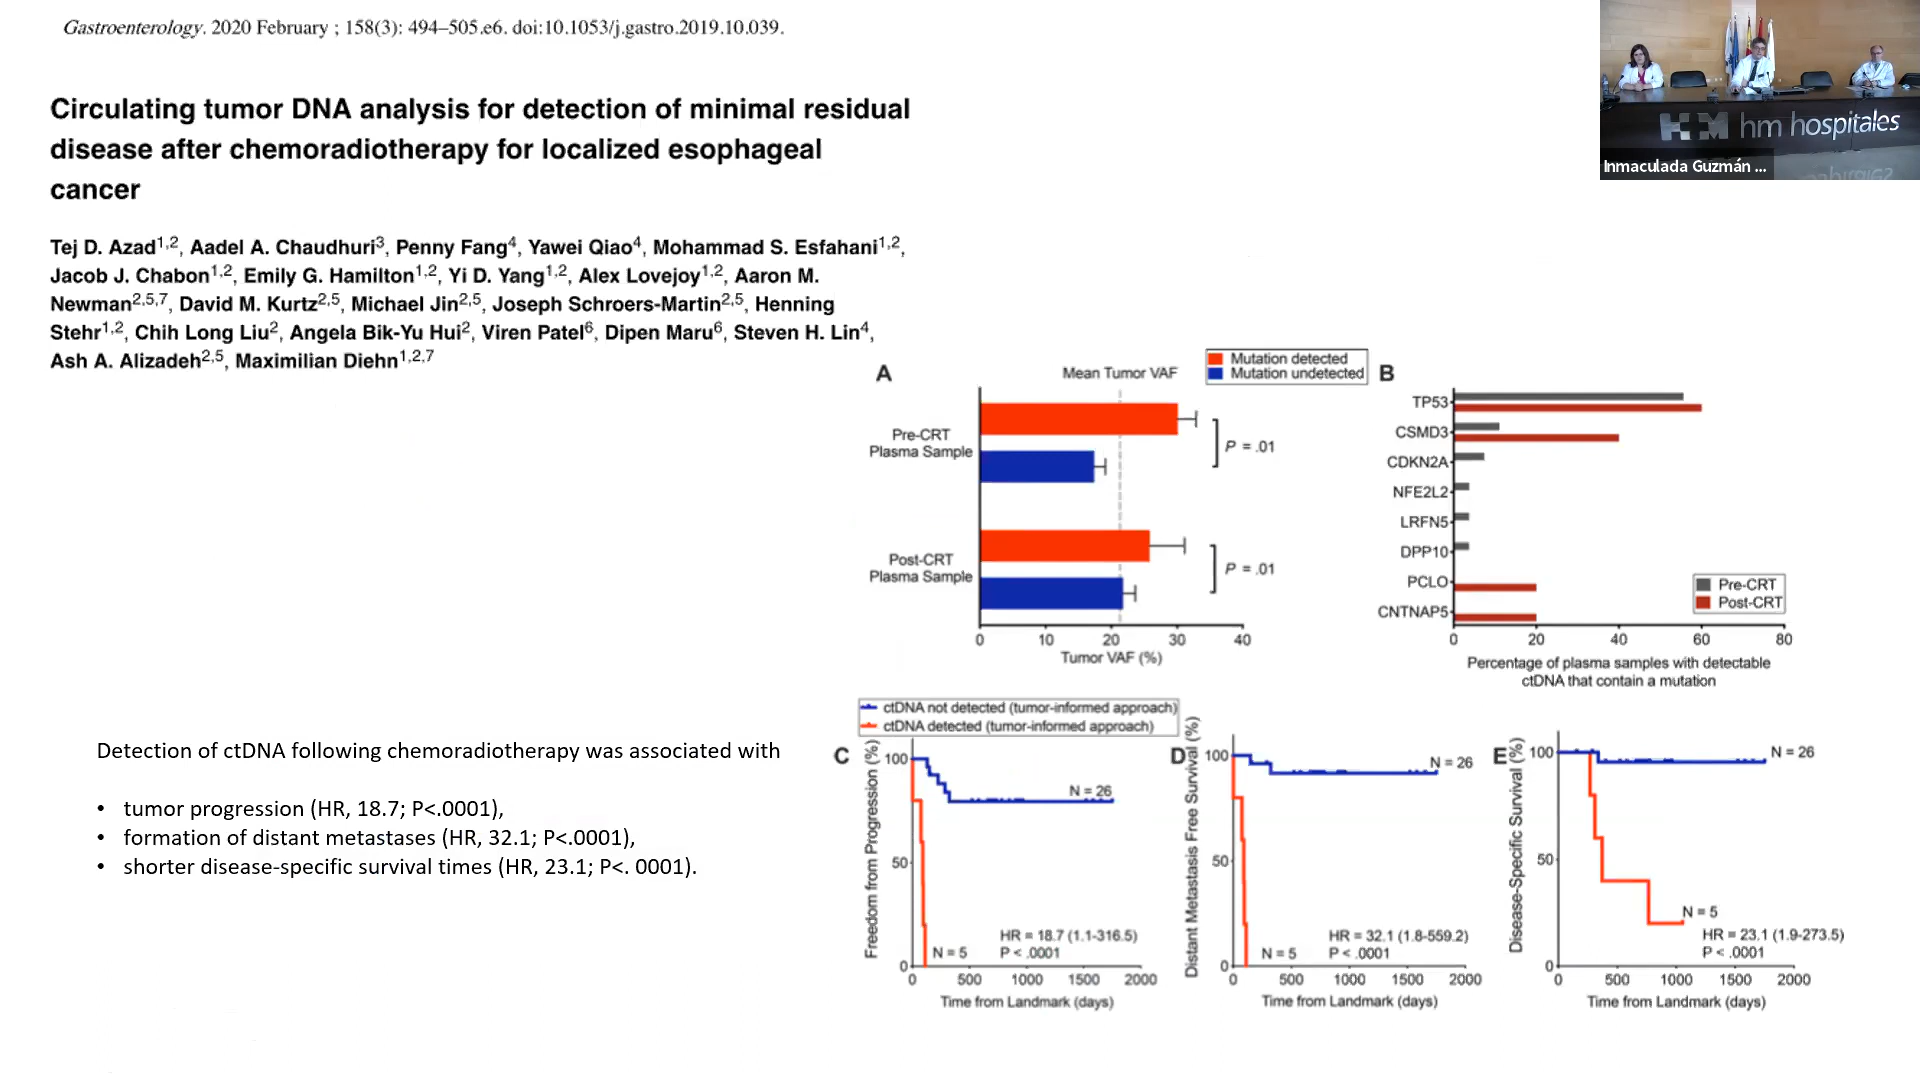 Gastroenterology. 2020 February ; 158(3): 494–505.e6. doi:10.1053/j.gastro.2019.10.039.
Circulating tumor DNA analysis for detection of minimal residual
disease after chemoradiotherapy for localized esophageal
cancer
Tej D. Azad1,2, Aadel A. Chaudhuri3, Penny Fang4, Yawei Qiao4, Mohammad S. Esfahani1,2,
Jacob J. Chabon1,2, Emily G. Hamilton1,2, Yi D. Yang1,2, Alex Lovejoy1,2, Aaron M.
Newman2,5,7, David M. Kurtz2,5, Michael Jin2,5, Joseph Schroers-Martin2,5, Henning
Stehr1,2, Chih Long Liu2, Angela Bik-Yu Hui2, Viren Patel6, Dipen Maru6, Steven H. Lin4,
Ash A. Alizadeh2,5, Maximilian Diehn1,2,7
hm hospitales
Inmaculada Guzmán ...
A
Mean Tumor VAF
Mutation detected
Mutation undetected
Pre-CRT
Plasma Sample
P = .01
Post-CRT
Plasma Sample
P = .01
0 10 20 30 40
Tumor VAF (%)
B
TP53
CSMD3
CDKN2A
NFE2L2
LRFN5
DPP10
PCLO
CNTNAP5
Pre-CRT
Post-CRT
0 20 40 60 80
Percentage of plasma samples with detectable
ctDNA that contain a mutation
Detection of ctDNA following chemoradiotherapy was associated with
• tumor progression (HR, 18.7; P<.0001),
• formation of distant metastases (HR, 32.1; P<.0001),
• shorter disease-specific survival times (HR, 23.1; P<. 0001).
ctDNA not detected (tumor-informed approach)
ctDNA detected (tumor-informed approach)
C
Freedom from Progression (%)
100
50
0
N = 26
N = 5
HR = 18.7 (1.1-316.5)
P < .0001
0 500 1000 1500 2000
Time from Landmark (days)
D
Distant Metastasis Free Survival (%)
100
50
0
N = 26
N = 5
HR = 32.1 (1.8-559.2)
P < .0001
0 500 1000 1500 2000
Time from Landmark (days)
E
Disease-Specific Survival (%)
100
50
0
N = 26
N = 5
HR = 23.1 (1.9-273.5)
P < .0001
0 500 1000 1500 2000
Time from Landmark (days)